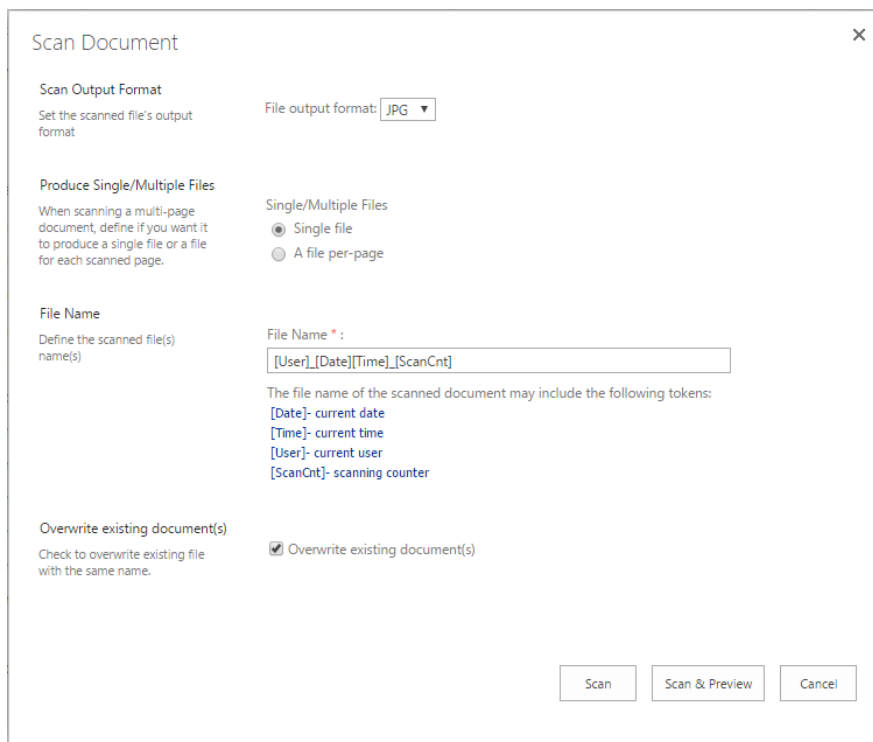 Scan Document
Scan Output Format
Set the scanned file's output
format
File output format: JPG
Produce Single/Multiple Files
When scanning a multi-page
document, define if you want it
to produce a single file or a file
for each scanned page.
Single/Multiple Files
Single file
A file per-page
File Name
Define the scanned file(s)
name(s)
File Name * :
[User]_[Date][Time]_[ScanCnt]
The file name of the scanned document may include the following tokens:
[Date]- current date
[Time]- current time
[User]- current user
[ScanCnt]- scanning counter
Overwrite existing document(s)
Check to overwrite existing file
with the same name.
Overwrite existing document(s)
Scan
Scan & Preview
Cancel